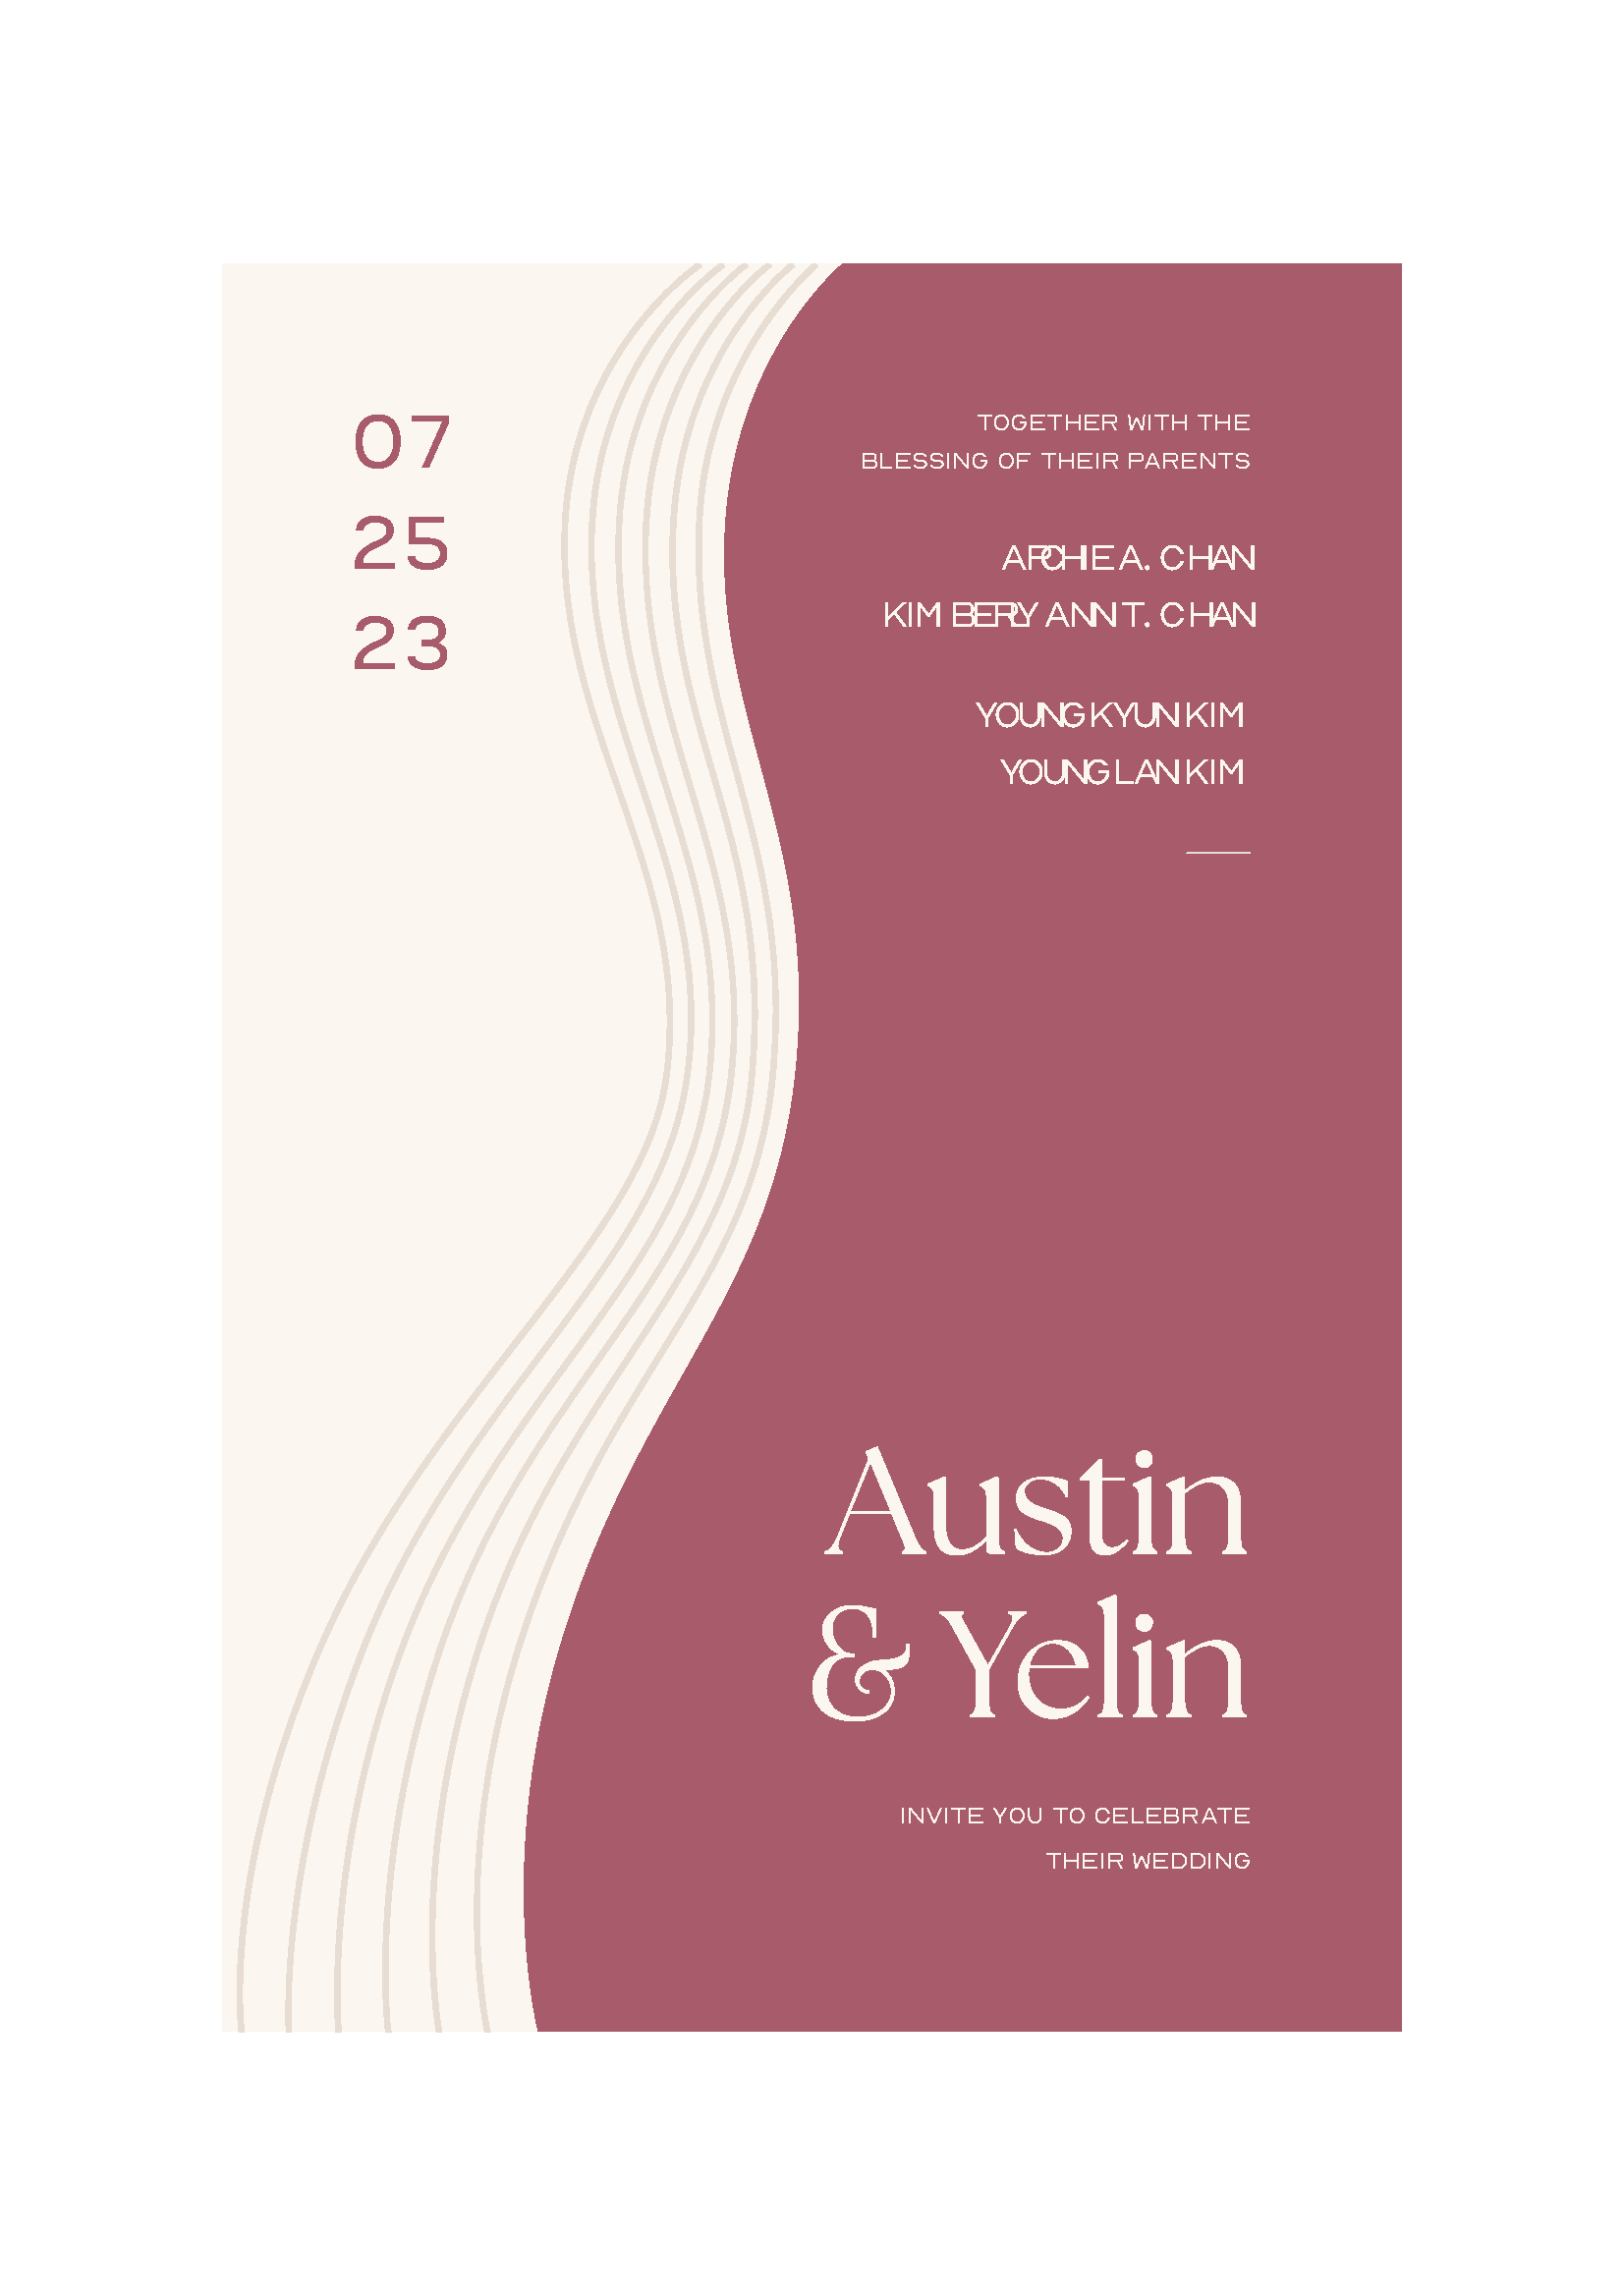 07
25
23
TOGETHER WITH THE
BLESSING OF THEIR PARENTS
ARCHIE A. CHAN
KIMBERLY ANN T. CHAN
YOUNG KYUN KIM
YOUNG LAN KIM
Austin
& Yelin
INVITE YOU TO CELEBRATE
THEIR WEDDING